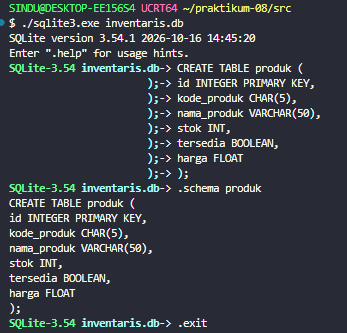 SINDU@DESKTOP-EE156S4 UCRT64 ~/praktikum-08/src
$ ./sqlite3.exe inventaris.db
SQLite version 3.54.1 2026-10-16 14:45:20
Enter ".help" for usage hints.
SQLite-3.54 inventaris.db-> CREATE TABLE produk (
);-> id INTEGER PRIMARY KEY,
);-> kode_produk CHAR(5),
);-> nama_produk VARCHAR(50),
);-> stok INT,
);-> tersedia BOOLEAN,
);-> harga FLOAT
);-> );
SQLite-3.54 inventaris.db-> .schema produk
CREATE TABLE produk (
id INTEGER PRIMARY KEY,
kode_produk CHAR(5),
nama_produk VARCHAR(50),
stok INT,
tersedia BOOLEAN,
harga FLOAT
);
SQLite-3.54 inventaris.db-> .exit